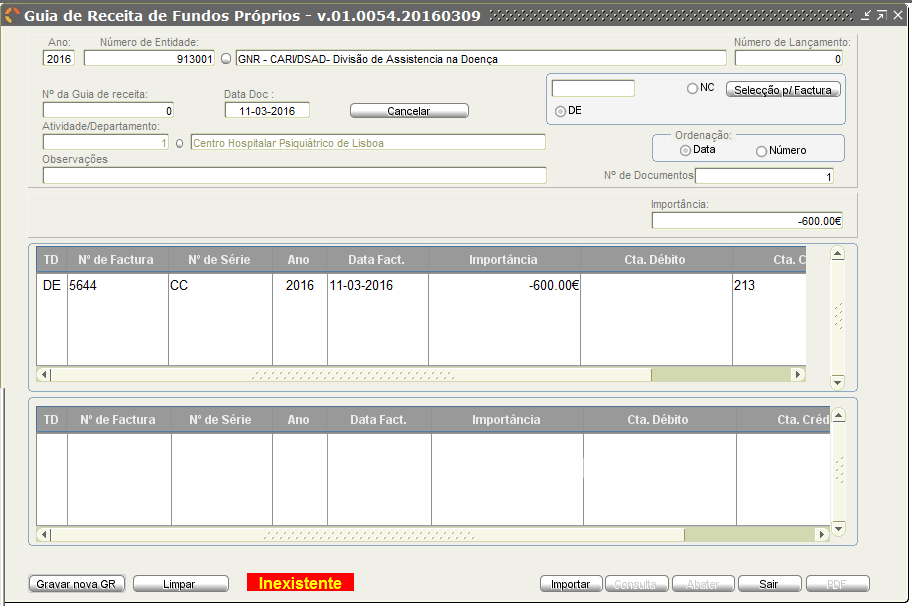 Guia de Receita de Fundos Próprios - v.01.0054.20160309
Ano: Número de Entidade: Número de Lançamento:
2016 913001 GNR - CARI/DSAD- Divisão de Assistencia na Doença 0
Nº da Guia de receita: Data Doc : NC Selecção p/ Factura
0 11-03-2016 Cancelar DE
Atividade/Departamento: Ordenação:
1 Centro Hospitalar Psiquiátrico de Lisboa Data Número
Observações
Nº de Documentos 1
Importância:
-600.00€
TD Nº de Factura Nº de Série Ano Data Fact. Importância Cta. Débito Cta. C
DE 5644 CC 2016 11-03-2016 -600.00€ 213
TD Nº de Factura Nº de Série Ano Data Fact. Importância Cta. Débito Cta. Créd
Gravar nova GR Limpar Inexistente Importar Consulta Abater Sair PDF